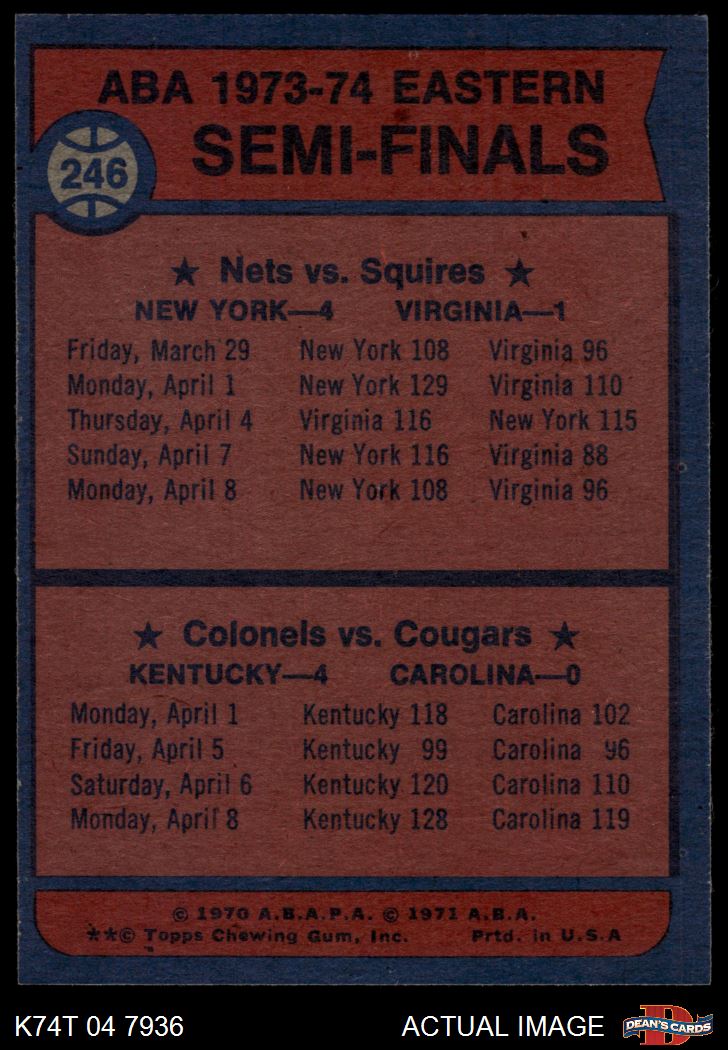 ABA 1973-74 EASTERN
SEMI-FINALS
246
★ Nets vs. Squires ★
NEW YORK—4 VIRGINIA—1
Friday, March 29 New York 108 Virginia 96
Monday, April 1 New York 129 Virginia 110
Thursday, April 4 Virginia 116 New York 115
Sunday, April 7 New York 116 Virginia 88
Monday, April 8 New York 108 Virginia 96
★ Colonels vs. Cougars ★
KENTUCKY—4 CAROLINA—0
Monday, April 1 Kentucky 118 Carolina 102
Friday, April 5 Kentucky 99 Carolina 96
Saturday, April 6 Kentucky 120 Carolina 110
Monday, April 8 Kentucky 128 Carolina 119
© 1970 A.B.A.P.A. © 1971 A.B.A.
**© Topps Chewing Gum, Inc. Prtd. in U.S.A
K74T 04 7936 ACTUAL IMAGE
DEAN'S CARDS